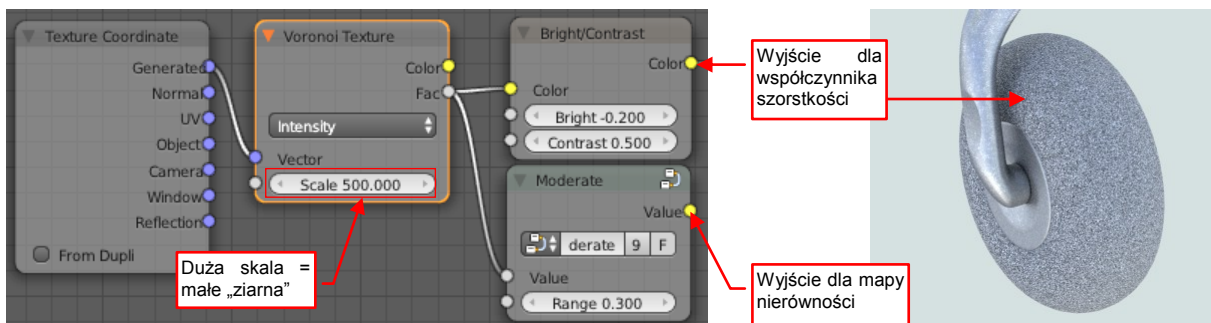 Texture Coordinate
Generated
Normal
UV
Object
Camera
Window
Reflection
From Dupli
Voronoi Texture
Color
Fac
Intensity
Vector
Scale 500.000
Duża skala =
małe „ziarna”
Bright/Contrast
Color
Color
Bright -0.200
Contrast 0.500
Moderate
Value
derate 9 F
Value
Range 0.300
Wyjście dla
współczynnika
szorstkości
Wyjście dla mapy
nierówności